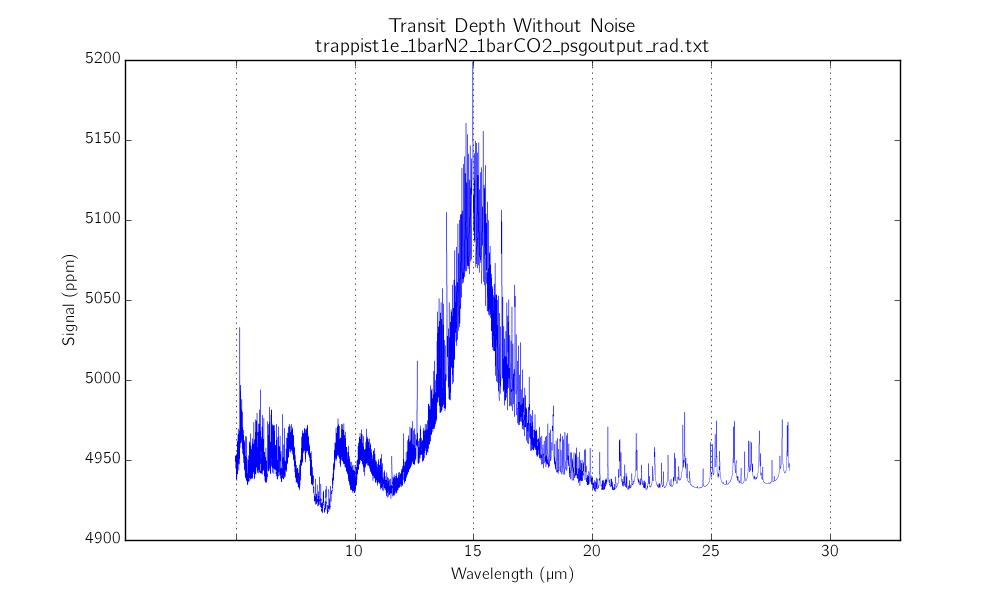 Transit Depth Without Noise
trappist1e_1barN2_1barCO2_psgoutput_rad.txt
5200
5150
5100
5050
5000
4950
4900
Signal (ppm)
10 15 20 25 30
Wavelength (µm)